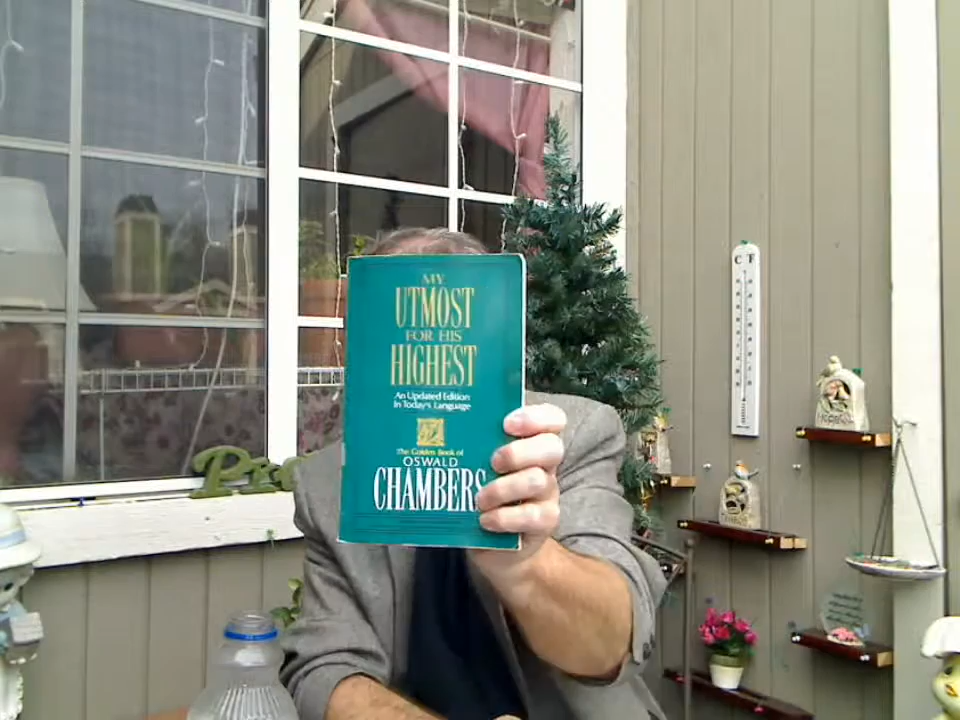 MY
UTMOST
FOR HIS
HIGHEST
An Updated Edition
In Today's Language
The Golden Book of
OSWALD
CHAMBERS
C F